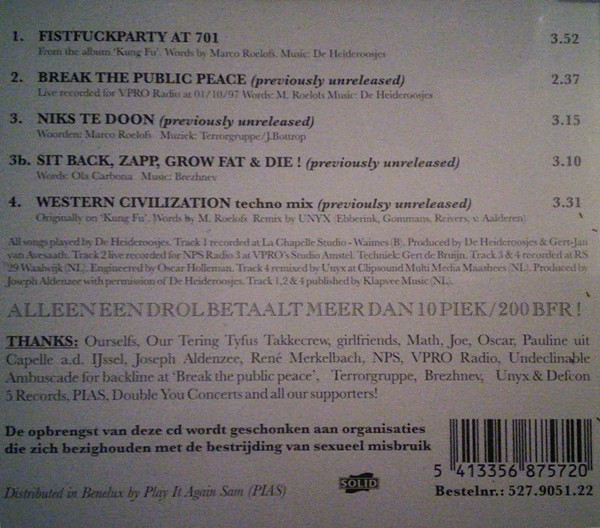 1. FISTFUCKPARTY AT 701 3.52
From the album 'Kung Fu'. Words by Marco Roelofs. Music: De Heideroosjes
2. BREAK THE PUBLIC PEACE (previously unreleased) 2.37
Live recorded for VPRO Radio at 01/10/97 Words: M. Roelofs Music: De Heideroosjes
3. NIKS TE DOON (previously unreleased) 3.15
Woorden: Marco Roelofs Muziek: Terrorgruppe/J.Bottrop
3b. SIT BACK, ZAPP, GROW FAT & DIE ! (previously unreleased) 3.10
Words: Ola Carbona Music: Brezhnev
4. WESTERN CIVILIZATION techno mix (previoulsy unreleased) 3.31
Originally on 'Kung Fu'. Words by M. Roelofs. Remix by UNYX (Ebberink, Gommans, Reivers, v. Aalderen)
All songs played by De Heideroosjes. Track 1 recorded at La Chapelle Studio - Waimes (B). Produced by De Heideroosjes & Gert-Jan
van Avesaath. Track 2 live recorded for NPS Radio 3 at VPRO's Studio Amstel. Techniek: Gert de Bruijn. Track 3 & 4 recorded at RS
29 Waalwijk (NL). Engineered by Oscar Holleman. Track 4 remixed by Unyx at Clipsound Multi Media Maashees (NL). Produced by
Joseph Aldenzee with permission of De Heideroosjes. Track 1,2 & 4 published by Klapvee Music (NL).
ALLEEN EEN DROL BETAALT MEER DAN 10 PIEK/200 BFR !
THANKS: Ourselfs, Our Tering Tyfus Takkecrew, girlfriends, Math, Joe, Oscar, Pauline uit
Capelle a.d. IJssel, Joseph Aldenzee, René Merkelbach, NPS, VPRO Radio, Undeclinable
Ambuscade for backline at 'Break the public peace', Terrorgruppe, Brezhnev, Unyx & Defcon
5 Records, PIAS, Double You Concerts and all our supporters!
De opbrengst van deze cd wordt geschonken aan organisaties
die zich bezighouden met de bestrijding van sexueel misbruik
5 413356 875720
Distributed in Benelux by Play It Again Sam (PIAS)
SOLID
Bestelnr.: 527.9051.22